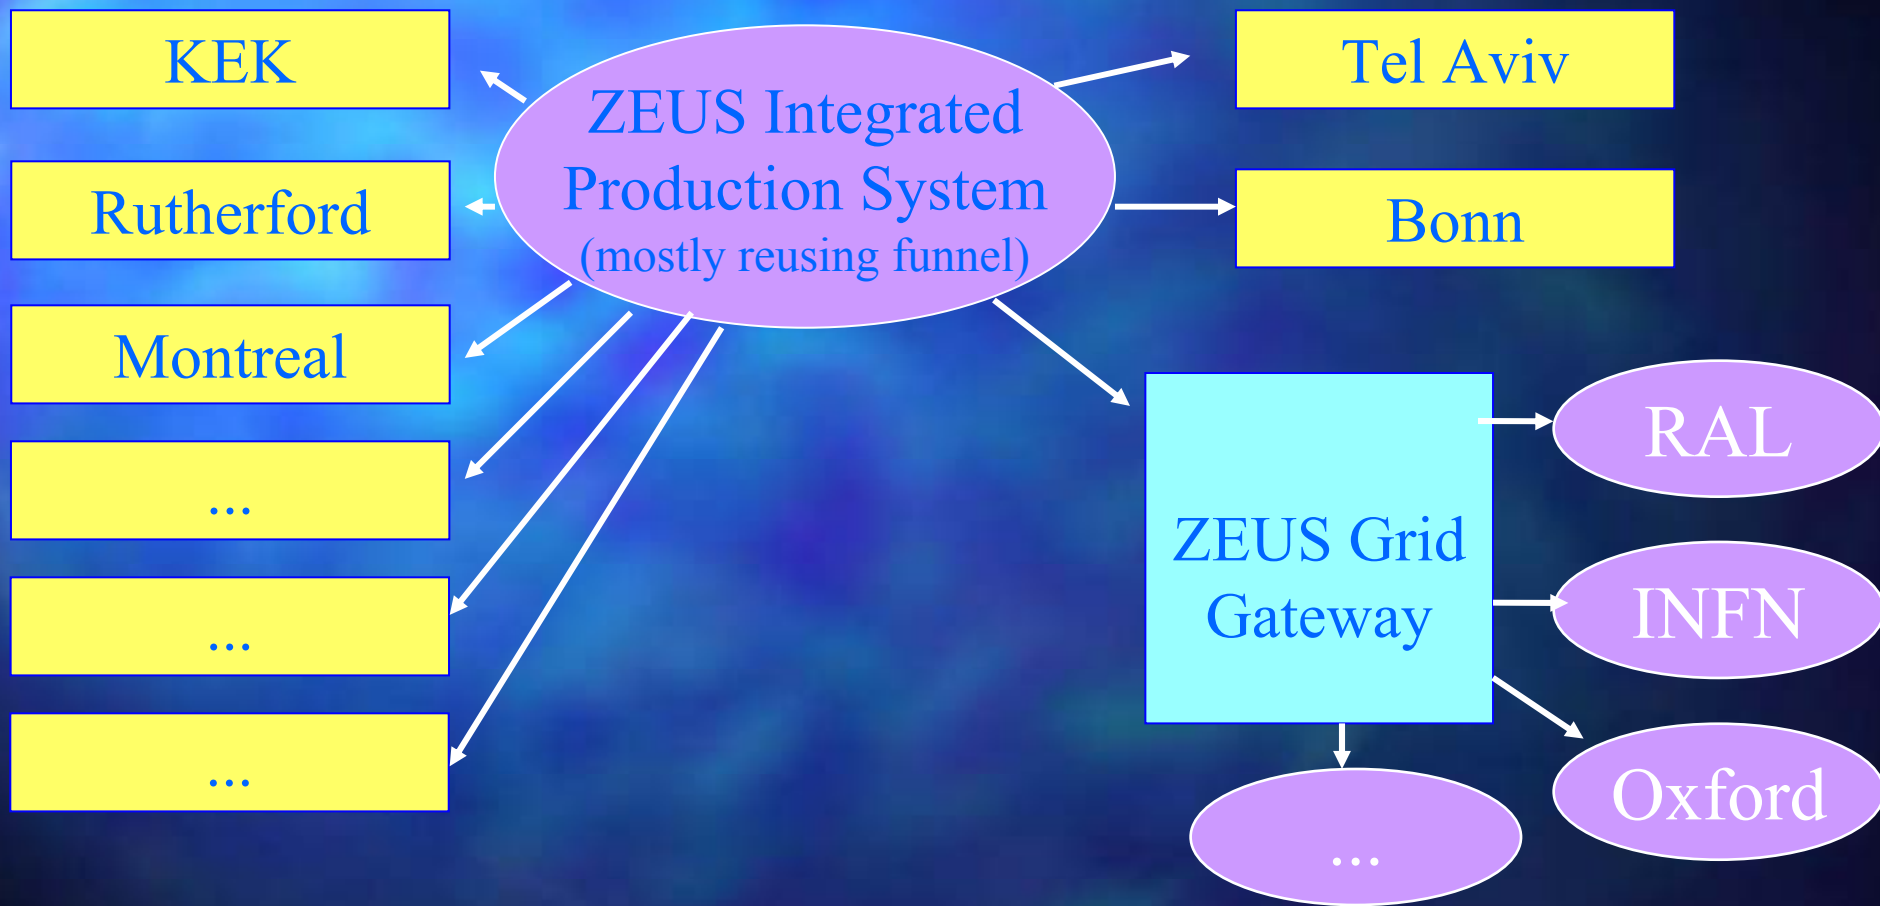 KEK
Rutherford
Montreal
...
...
...
ZEUS Integrated
Production System
(mostly reusing funnel)
Tel Aviv
Bonn
ZEUS Grid
Gateway
RAL
INFN
Oxford
...